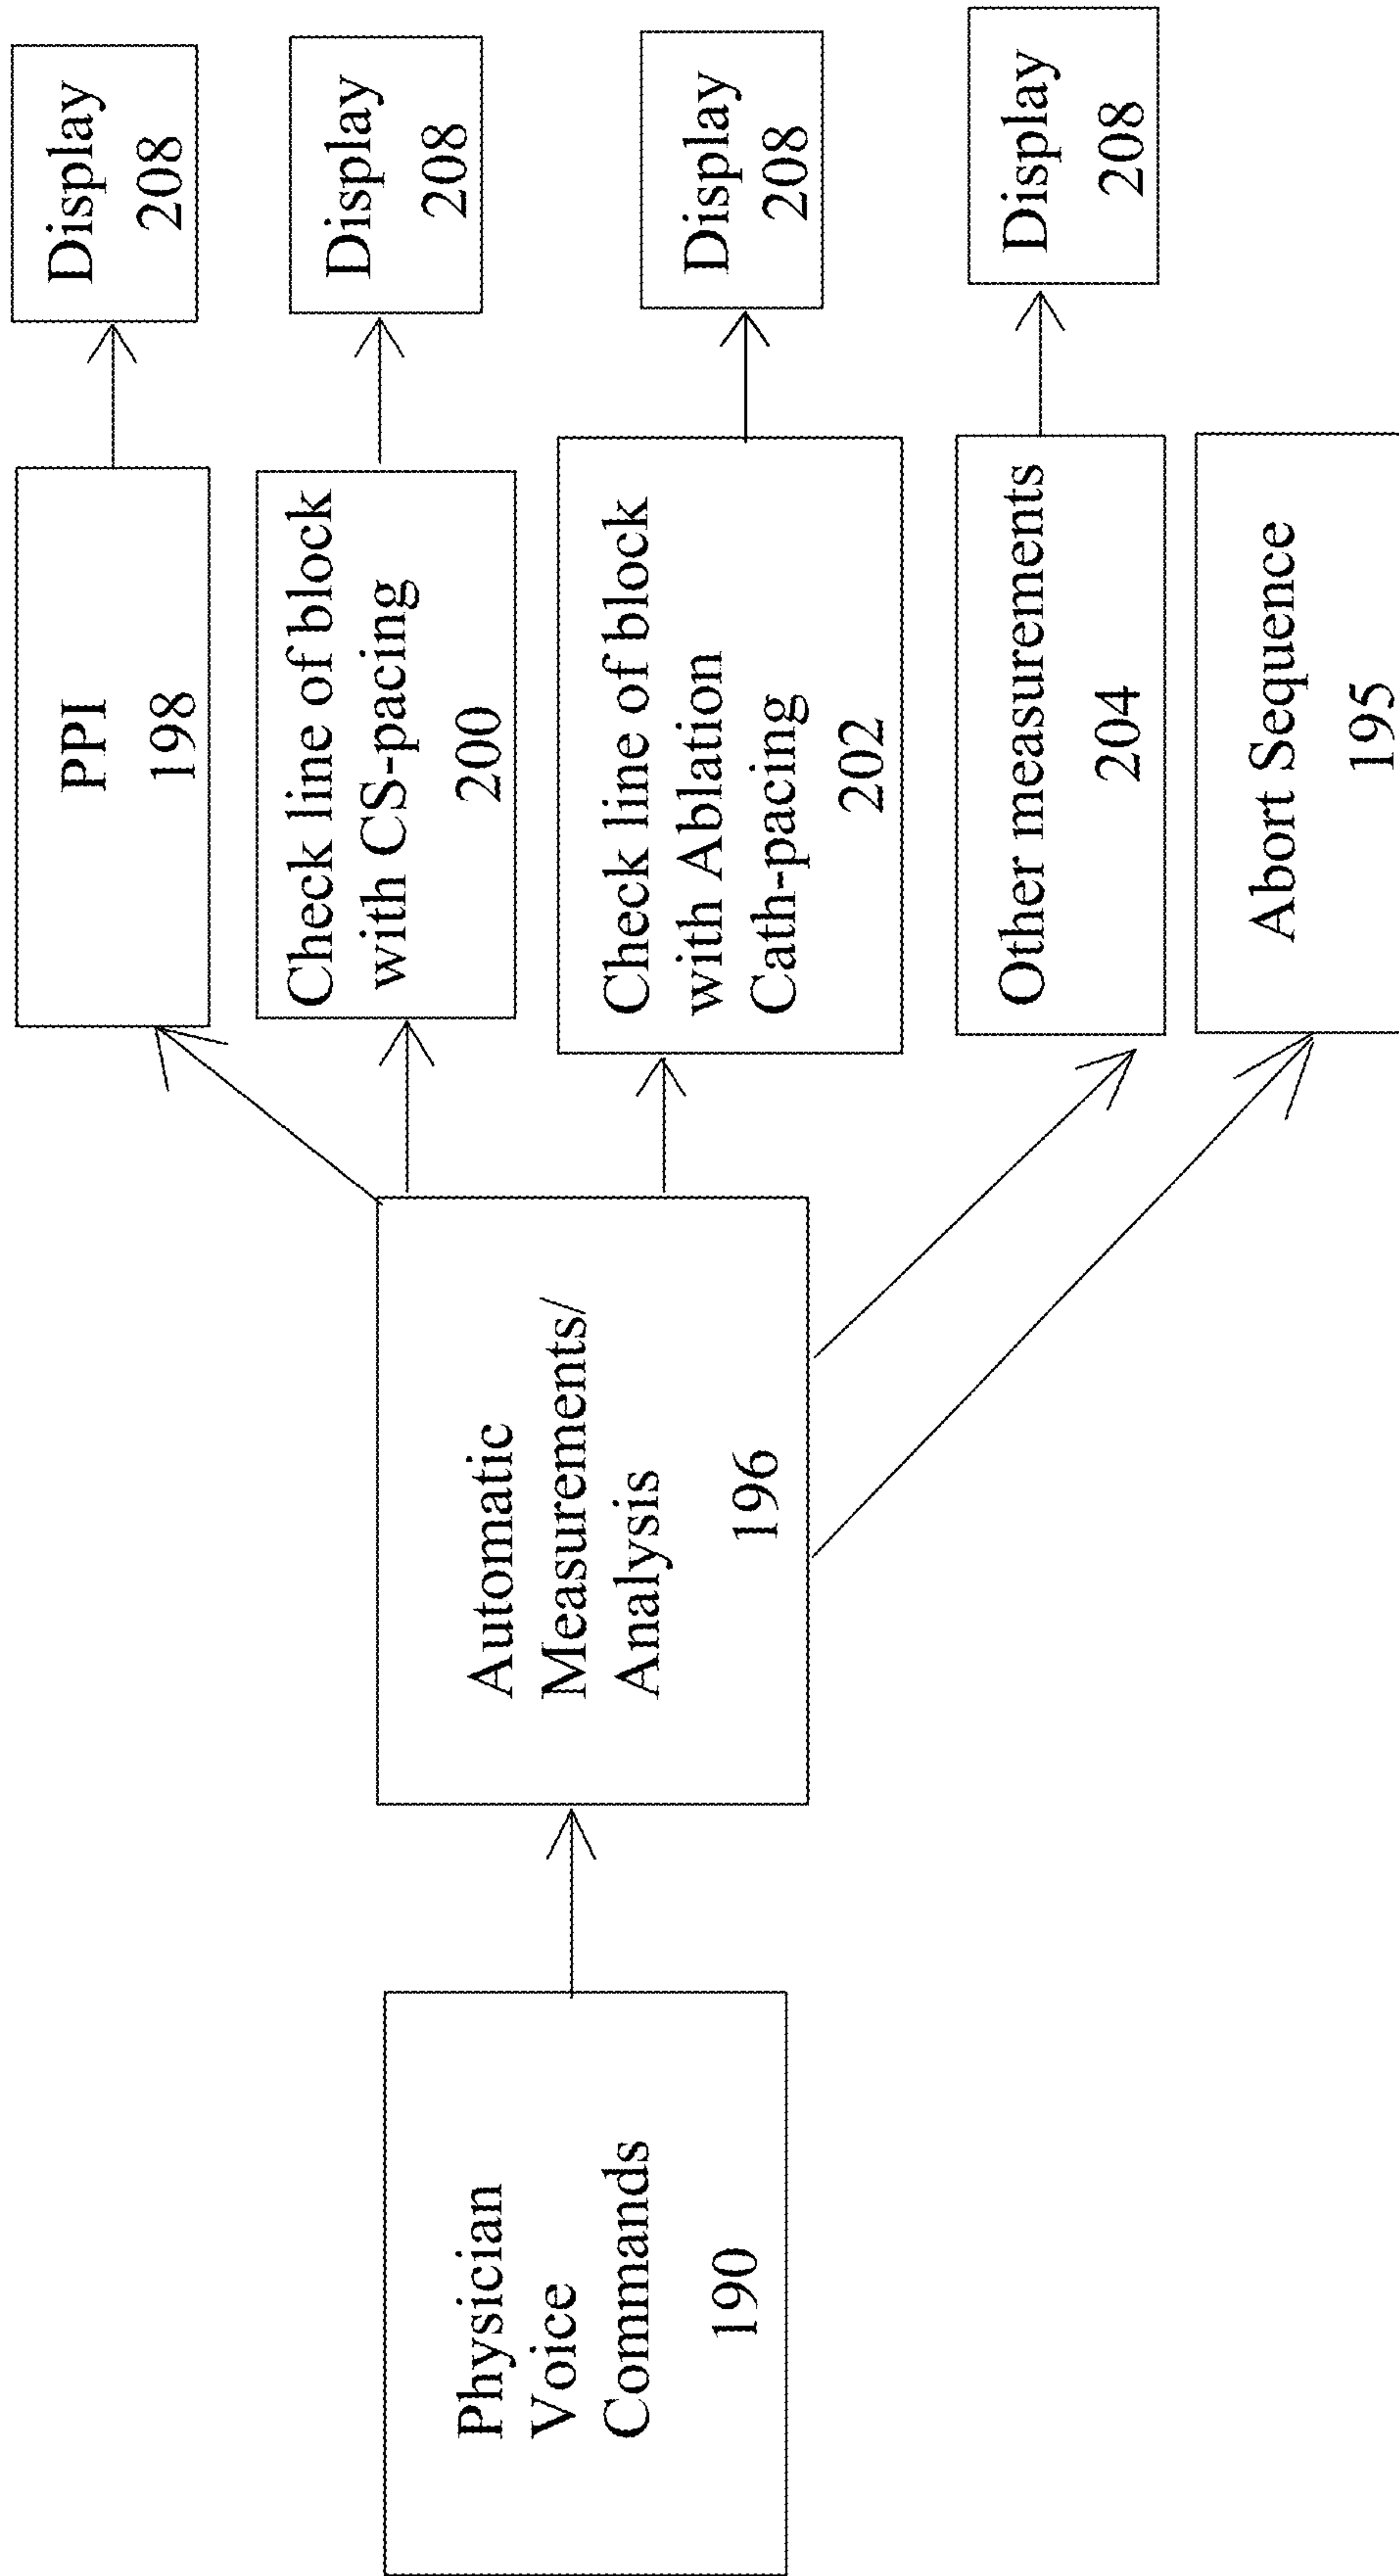 Physician
Voice
Commands
190
Automatic
Measurements/
Analysis
196
PPI
198
Display
208
Check line of block
with CS-pacing
200
Display
208
Check line of block
with Ablation
Cath-pacing
202
Display
208
Other measurements
204
Display
208
Abort Sequence
195